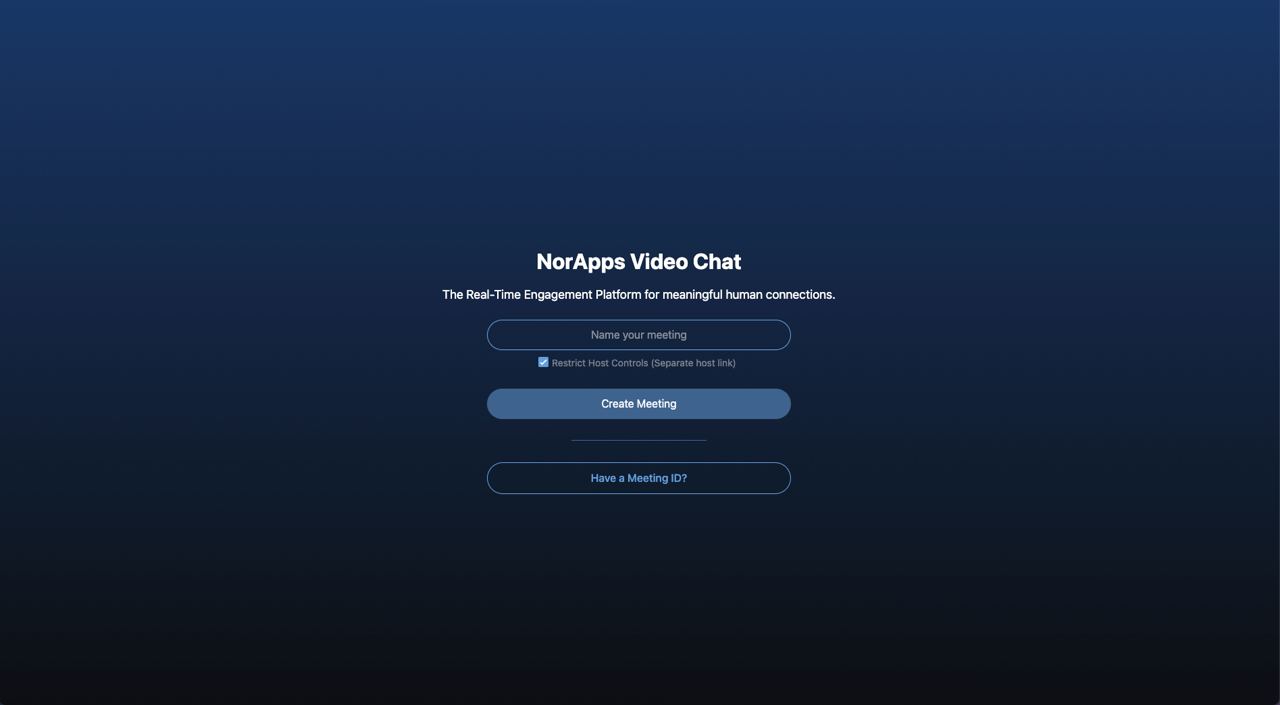 NorApps Video Chat
The Real-Time Engagement Platform for meaningful human connections.
Name your meeting
Restrict Host Controls (Separate host link)
Create Meeting
Have a Meeting ID?